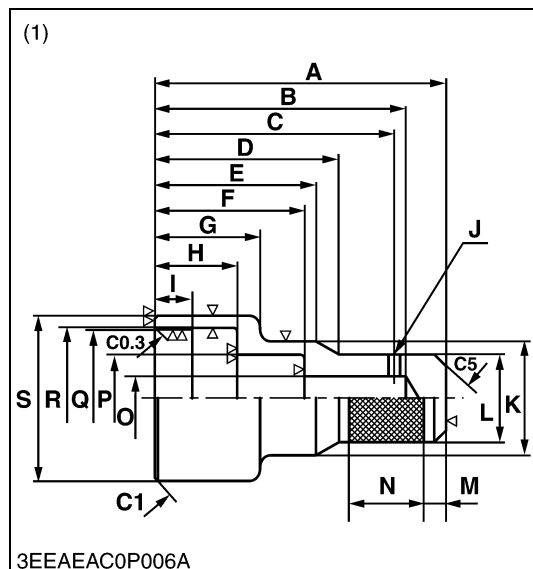 (1)
A
B
C
D
E
F
G
H
I
J
C0.3
S R Q P O
C5
L K
C1
N M
3EEAEAC0P006A